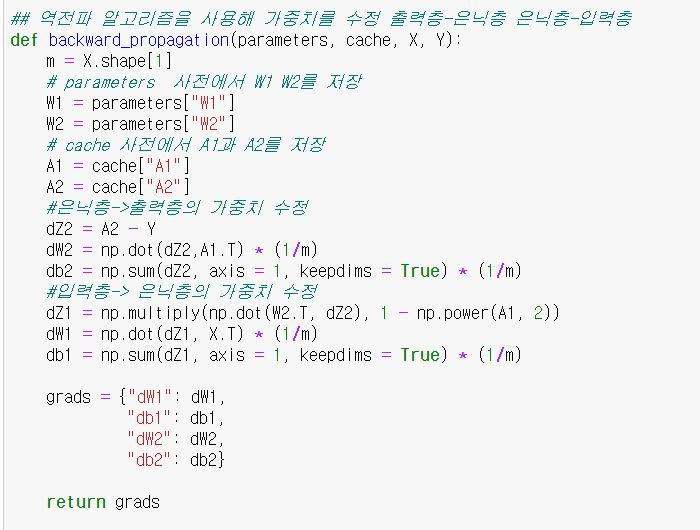 ## 역전파 알고리즘을 사용해 가중치를 수정 출력층-은닉층 은닉층-입력층
def backward_propagation(parameters, cache, X, Y):
    m = X.shape[1]
    # parameters  사전에서 W1 W2를 저장
    W1 = parameters["W1"]
    W2 = parameters["W2"]
    # cache 사전에서 A1과 A2를 저장
    A1 = cache["A1"]
    A2 = cache["A2"]
    #은닉층->출력층의 가중치 수정
    dZ2 = A2 - Y
    dW2 = np.dot(dZ2,A1.T) * (1/m)
    db2 = np.sum(dZ2, axis = 1, keepdims = True) * (1/m)
    #입력층-> 은닉층의 가중치 수정
    dZ1 = np.multiply(np.dot(W2.T, dZ2), 1 - np.power(A1, 2))
    dW1 = np.dot(dZ1, X.T) * (1/m)
    db1 = np.sum(dZ1, axis = 1, keepdims = True) * (1/m)
    grads = {"dW1": dW1,
             "db1": db1,
             "dW2": dW2,
             "db2": db2}
    return grads